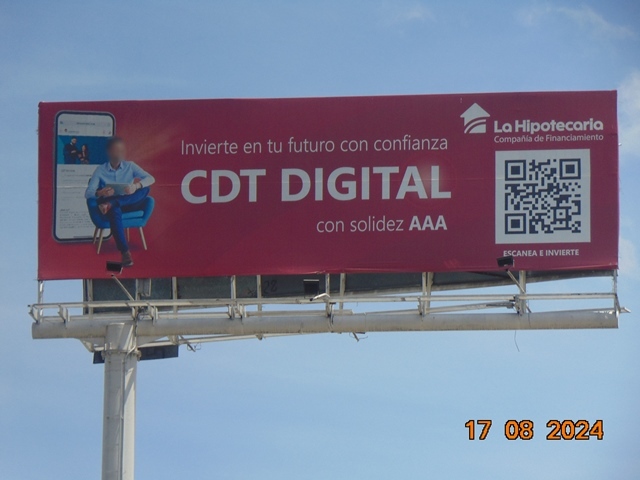 La Hipotecaria
Compañía de Financiamiento
Invierte en tu futuro con confianza
CDT DIGITAL
con solidez AAA
ESCANEA E INVIERTE
17 08 2024